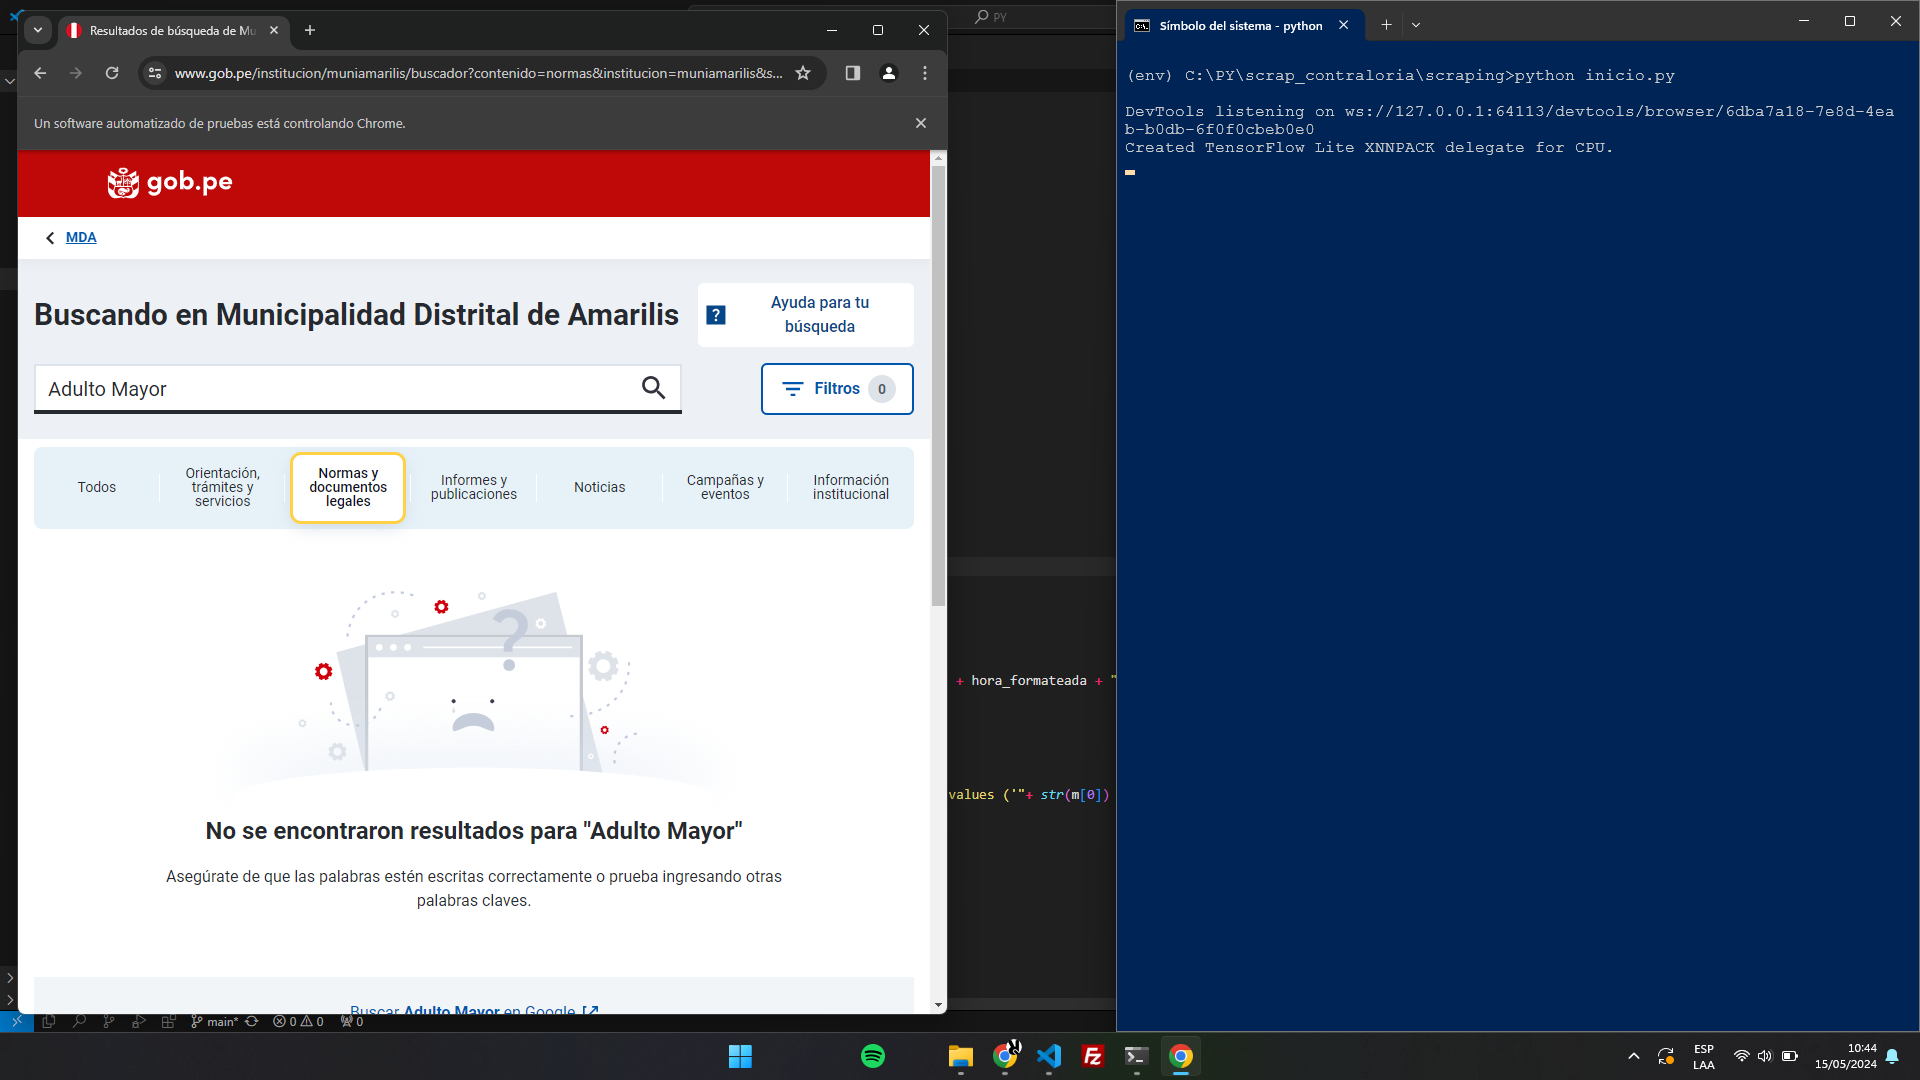 Resultados de búsqueda de Mu
PY
www.gob.pe/institucion/muniamarilis/buscador?contenido=normas&institucion=muniamarilis&s...
Un software automatizado de pruebas está controlando Chrome.
gob.pe
MDA
Buscando en Municipalidad Distrital de Amarilis
?
Ayuda para tu
búsqueda
Adulto Mayor
Filtros 0
Todos
Orientación,
trámites y
servicios
Normas y
documentos
legales
Informes y
publicaciones
Noticias
Campañas y
eventos
Información
institucional
?
No se encontraron resultados para "Adulto Mayor"
Asegúrate de que las palabras estén escritas correctamente o prueba ingresando otras
palabras claves.
Buscar Adulto Mayor en Google
+ hora_formateada + "
values ('"+ str(m[0])
main* 0 0 0
Símbolo del sistema - python
(env) C:\PY\scrap_contraloria\scraping>python inicio.py
DevTools listening on ws://127.0.0.1:64113/devtools/browser/6dba7a18-7e8d-4ea
b-b0db-6f0f0cbeb0e0
Created TensorFlow Lite XNNPACK delegate for CPU.
Fz
ESP
LAA
10:44
15/05/2024